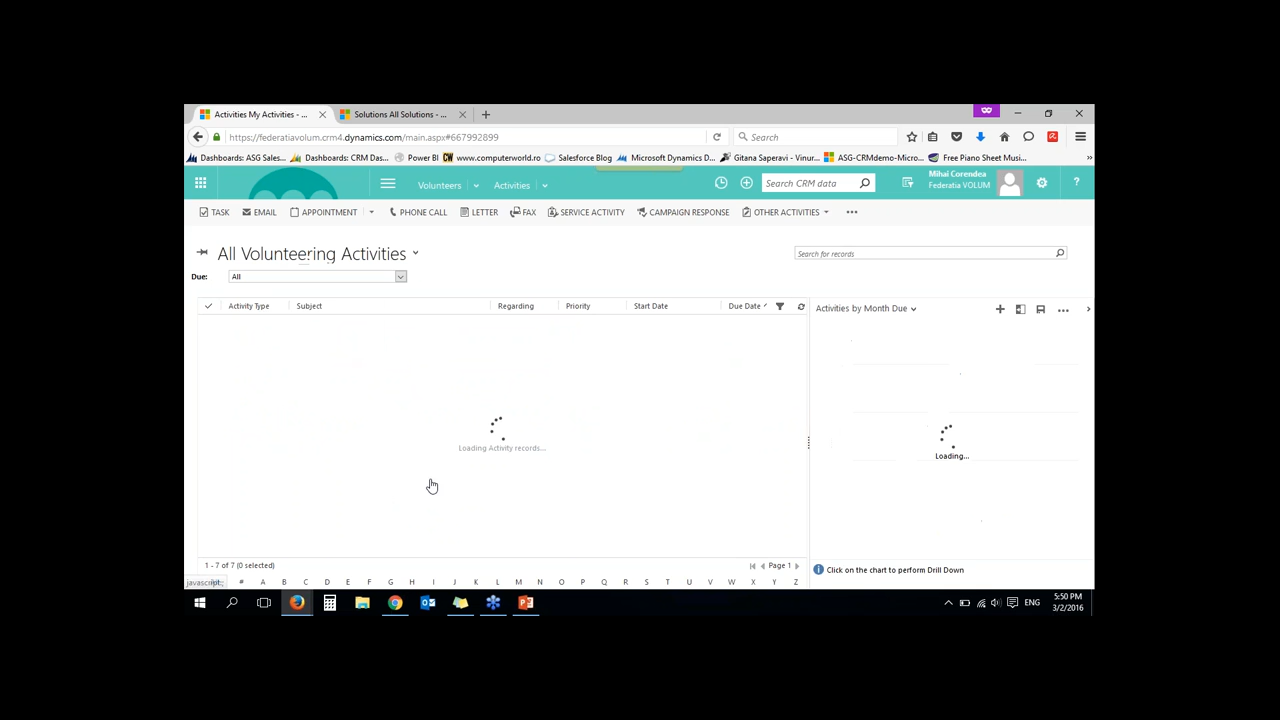 Activities My Activities - ...
Solutions All Solutions - ...
https://federatiavolum.crm4.dynamics.com/main.aspx#667992899
Search
Dashboards: ASG Sales...
Dashboards: CRM Das...
Power BI
www.computerworld.ro
Salesforce Blog
Microsoft Dynamics D...
Gitana Saperavi - Vinur...
ASG-CRMdemo-Micro...
Free Piano Sheet Musi...
Volunteers
Activities
Search CRM data
Mihai Corendea
Federatia VOLUM
?
TASK
EMAIL
APPOINTMENT
PHONE CALL
LETTER
FAX
SERVICE ACTIVITY
CAMPAIGN RESPONSE
OTHER ACTIVITIES
All Volunteering Activities
Search for records
Due:
All
Activity Type
Subject
Regarding
Priority
Start Date
Due Date
Activities by Month Due
Loading Activity records...
Loading...
1 - 7 of 7 (0 selected)
Page 1
Click on the chart to perform Drill Down
# A B C D E F G H I J K L M N O P Q R S T U V W X Y Z
ENG
5:50 PM
3/2/2016